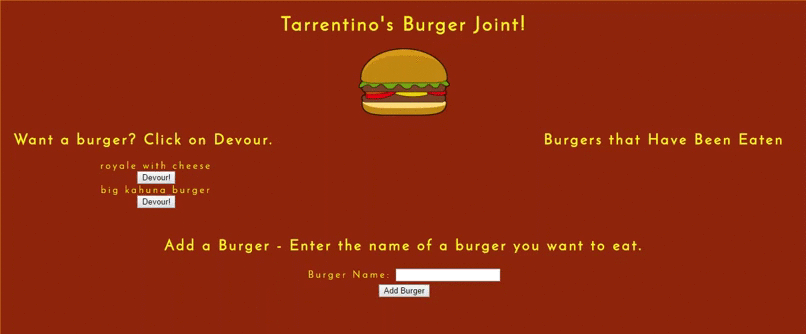 Tarrentino's Burger Joint!
Want a burger? Click on Devour.
Burgers that Have Been Eaten
royale with cheese
Devour!
big kahuna burger
Devour!
Add a Burger - Enter the name of a burger you want to eat.
Burger Name:
Add Burger